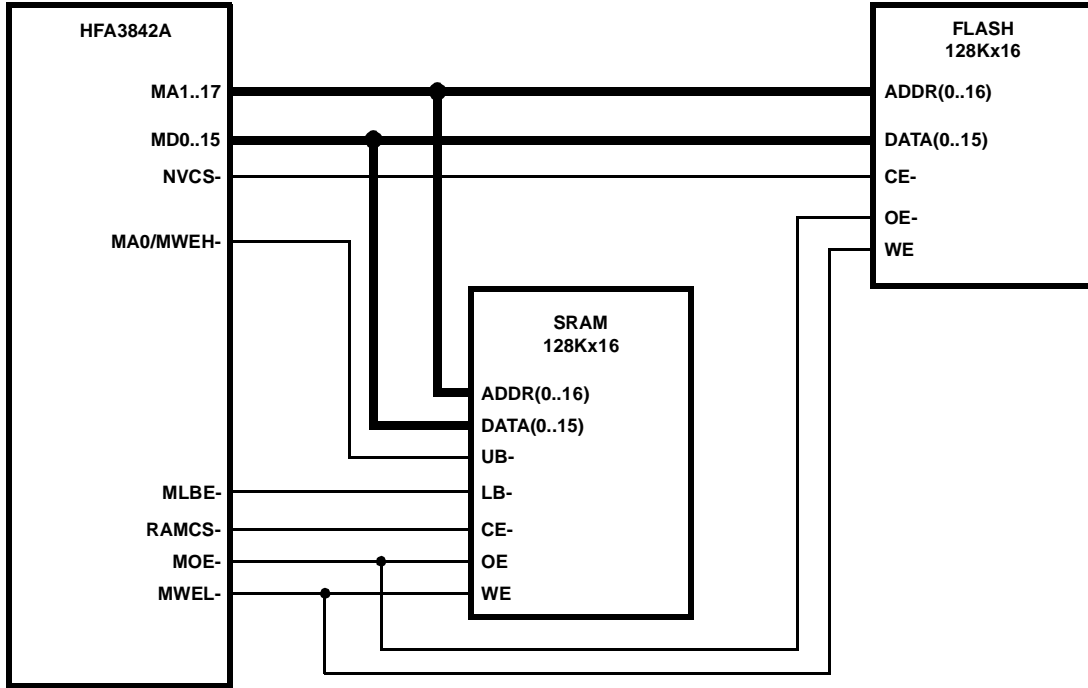 HFA3842A
MA1..17
MD0..15
NVCS-
MA0/MWEH-
MLBE-
RAMCS-
MOE-
MWEL-
SRAM
128Kx16
ADDR(0..16)
DATA(0..15)
UB-
LB-
CE-
OE
WE
FLASH
128Kx16
ADDR(0..16)
DATA(0..15)
CE-
OE-
WE